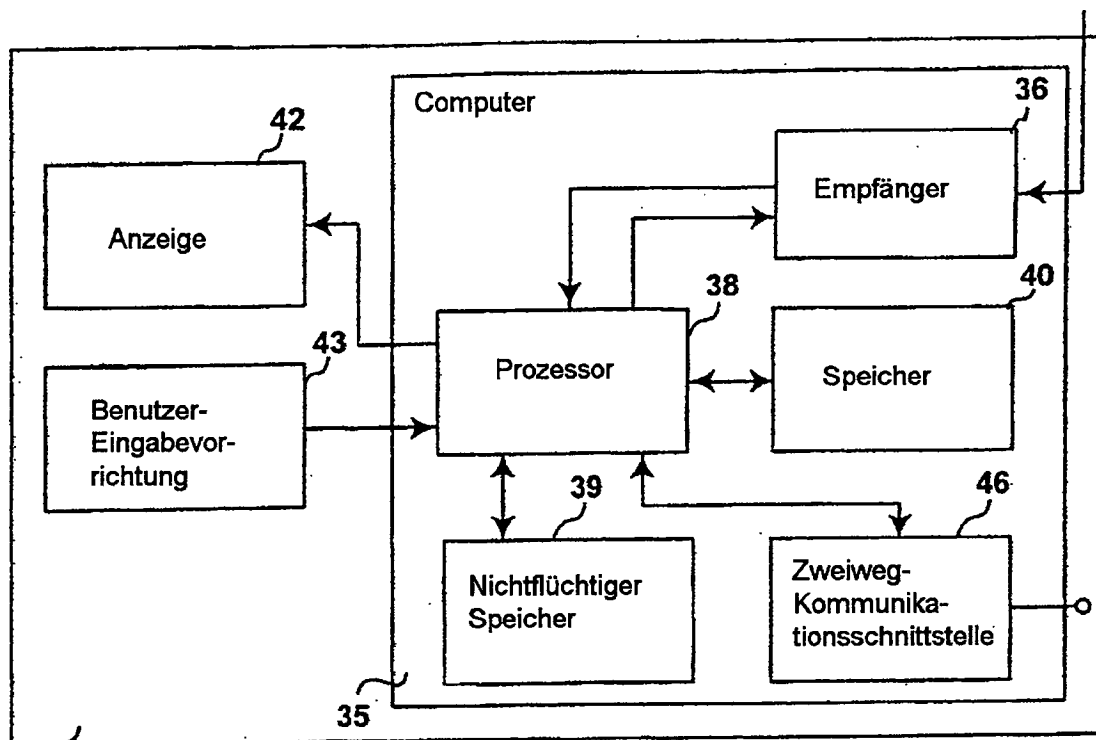 Computer
36
42
Empfänger
Anzeige
38
40
43
Prozessor
Speicher
Benutzer-
Eingabevor-
richtung
39
46
Nichtflüchtiger
Speicher
Zweiweg-
Kommunika-
tionsschnittstelle
35